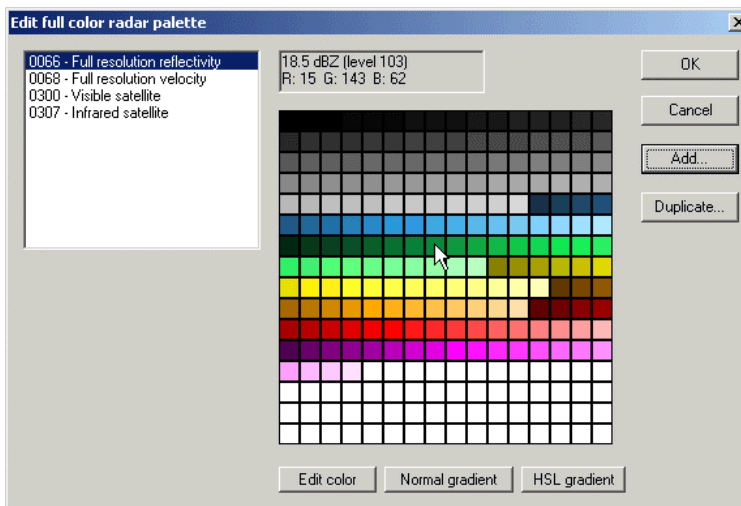 Edit full color radar palette
0066 - Full resolution reflectivity
0068 - Full resolution velocity
0300 - Visible satellite
0307 - Infrared satellite
18.5 dBZ (level 103)
R: 15 G: 143 B: 62
OK
Cancel
Add...
Duplicate...
Edit color
Normal gradient
HSL gradient